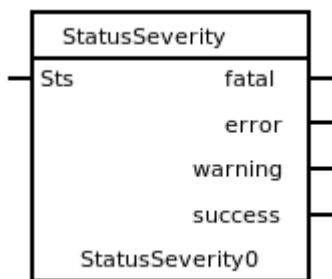 StatusSeverity
Sts fatal
error
warning
success
StatusSeverity0